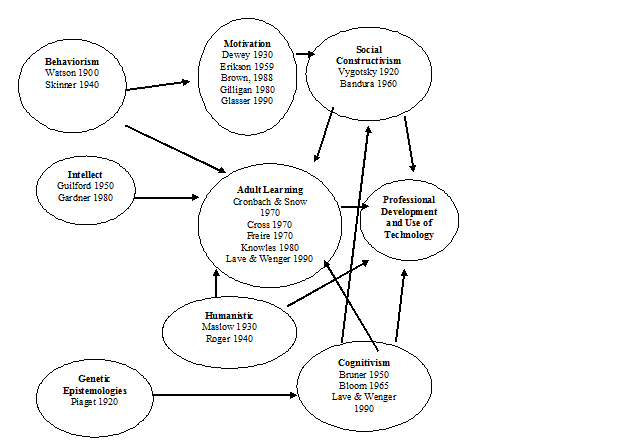 Behaviorism
Watson 1900
Skinner 1940
Motivation
Dewey 1930
Erikson 1959
Brown, 1988
Gilligan 1980
Glasser 1990
Social
Constructivism
Vygotsky 1920
Bandura 1960
Intellect
Guilford 1950
Gardner 1980
Adult Learning
Cronbach & Snow
1970
Cross 1970
Freire 1970
Knowles 1980
Lave & Wenger 1990
Professional
Development
and Use of
Technology
Humanistic
Maslow 1930
Roger 1940
Genetic
Epistemologies
Piaget 1920
Cognitivism
Bruner 1950
Bloom 1965
Lave & Wenger
1990